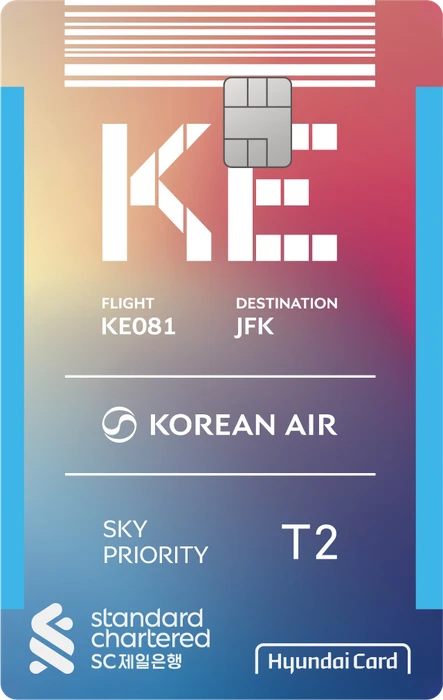 KE
FLIGHT
KE081
DESTINATION
JFK
KOREAN AIR
SKY
PRIORITY
T2
standard
chartered
SC제일은행
Hyundai Card